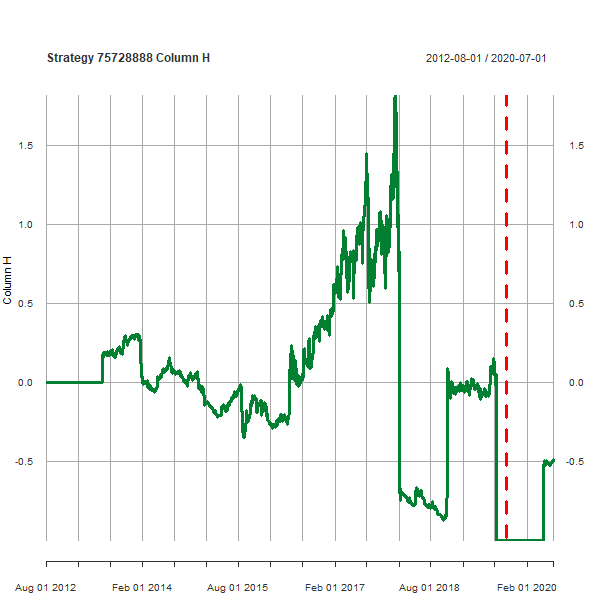 Strategy 75728888 Column H
2012-08-01 / 2020-07-01
1.5
1.5
1.0
1.0
Column H
0.5
0.5
0.0
0.0
-0.5
-0.5
Aug 01 2012
Feb 01 2014
Aug 01 2015
Feb 01 2017
Aug 01 2018
Feb 01 2020